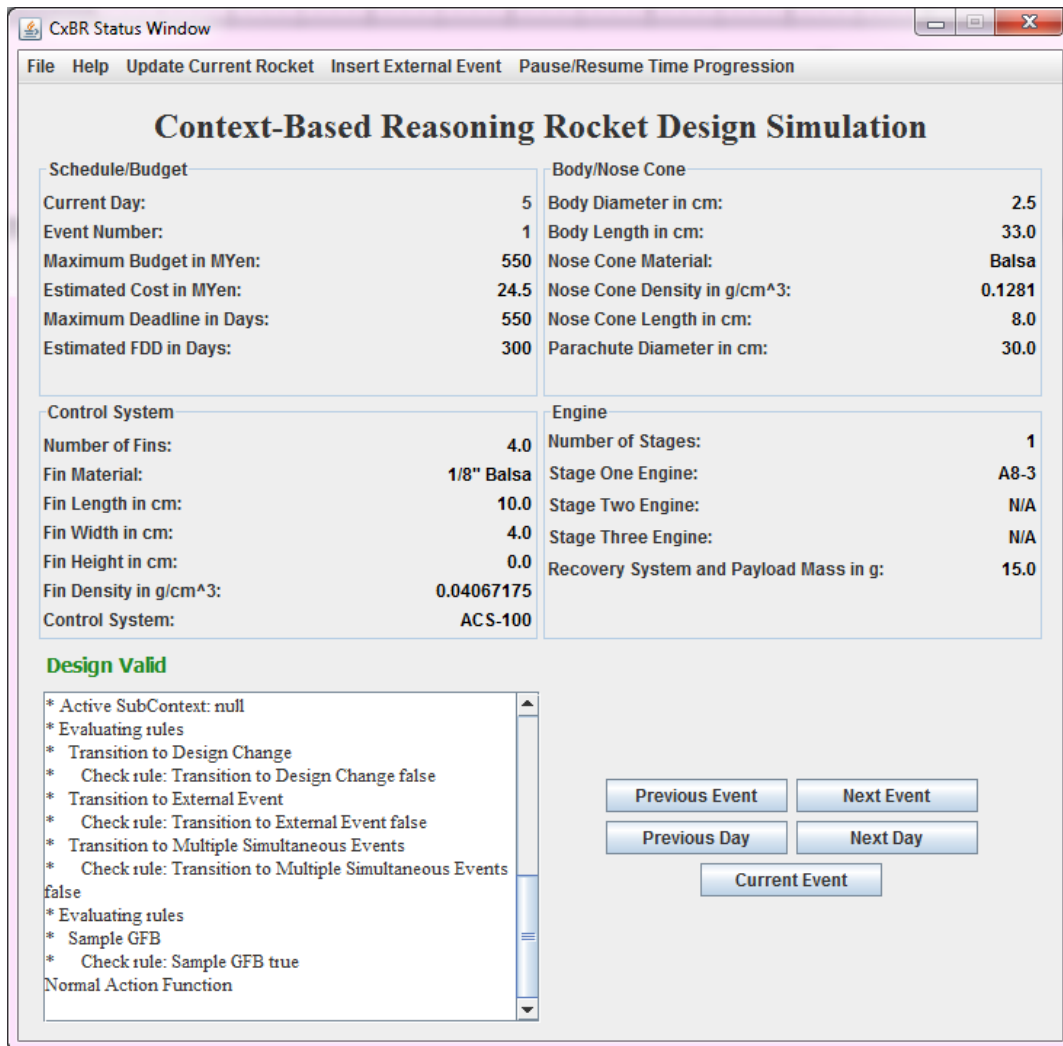 CxBR Status Window
File Help Update Current Rocket Insert External Event Pause/Resume Time Progression
Context-Based Reasoning Rocket Design Simulation
Schedule/Budget
Current Day: 5
Event Number: 1
Maximum Budget in MYen: 550
Estimated Cost in MYen: 24.5
Maximum Deadline in Days: 550
Estimated FDD in Days: 300
Body/Nose Cone
Body Diameter in cm: 2.5
Body Length in cm: 33.0
Nose Cone Material: Balsa
Nose Cone Density in g/cm^3: 0.1281
Nose Cone Length in cm: 8.0
Parachute Diameter in cm: 30.0
Control System
Number of Fins: 4.0
Fin Material: 1/8" Balsa
Fin Length in cm: 10.0
Fin Width in cm: 4.0
Fin Height in cm: 0.0
Fin Density in g/cm^3: 0.04067175
Control System: ACS-100
Engine
Number of Stages: 1
Stage One Engine: A8-3
Stage Two Engine: N/A
Stage Three Engine: N/A
Recovery System and Payload Mass in g: 15.0
Design Valid
* Active SubContext: null
* Evaluating rules
* Transition to Design Change
* Check rule: Transition to Design Change false
* Transition to External Event
* Check rule: Transition to External Event false
* Transition to Multiple Simultaneous Events
* Check rule: Transition to Multiple Simultaneous Events
false
* Evaluating rules
* Sample GFB
* Check rule: Sample GFB true
Normal Action Function
Previous Event Next Event
Previous Day Next Day
Current Event